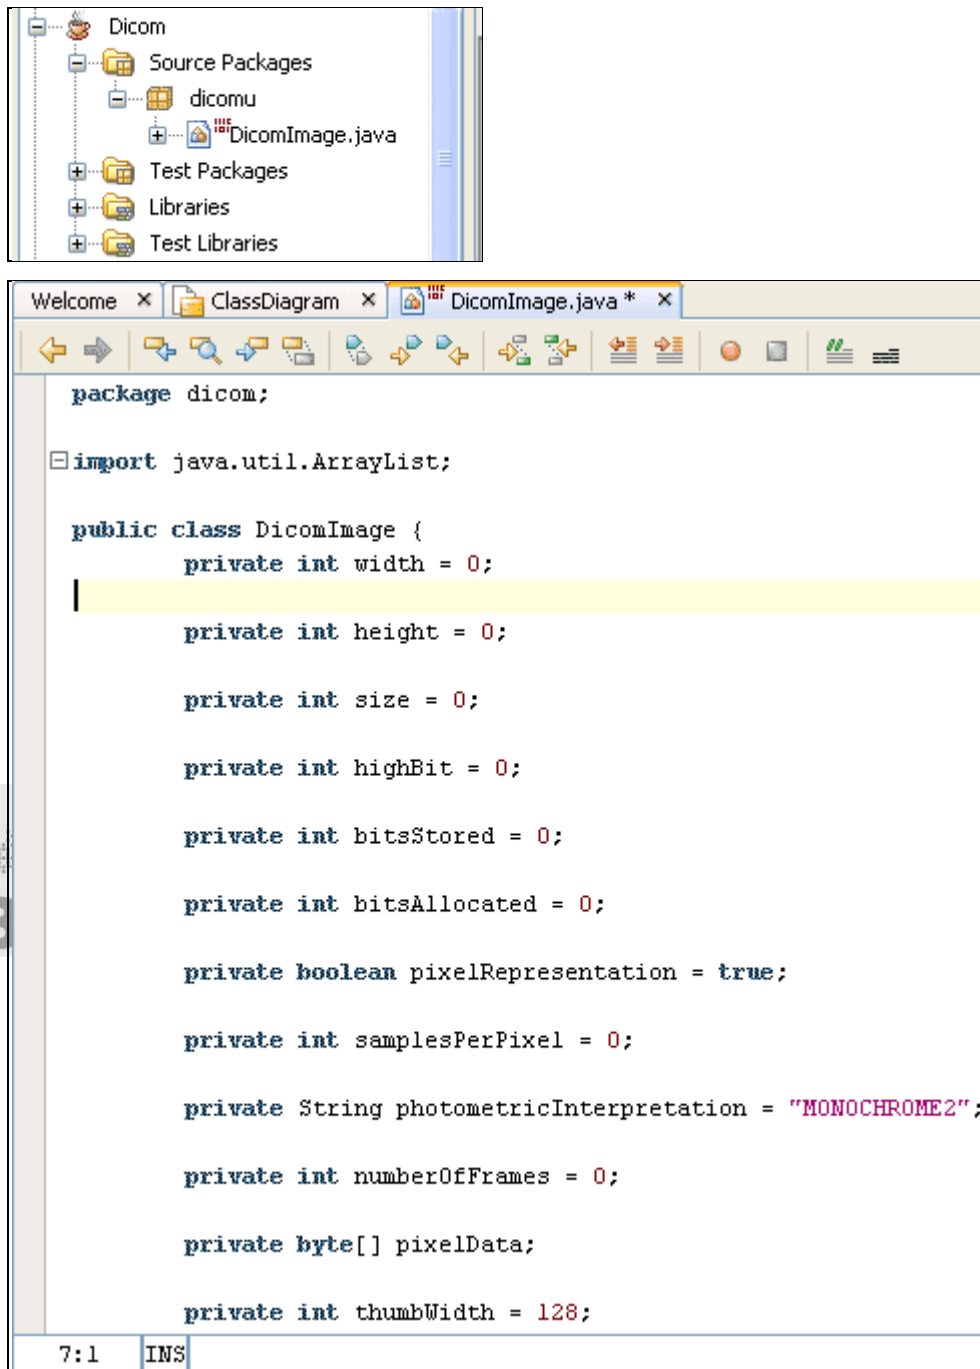 Dicom
Source Packages
dicomu
DicomImage.java
Test Packages
Libraries
Test Libraries
Welcome ClassDiagram DicomImage.java *
package dicom;
import java.util.ArrayList;
public class DicomImage {
private int width = 0;
private int height = 0;
private int size = 0;
private int highBit = 0;
private int bitsStored = 0;
private int bitsAllocated = 0;
private boolean pixelRepresentation = true;
private int samplesPerPixel = 0;
private String photometricInterpretation = "MONOCHROME2";
private int numberOfFrames = 0;
private byte[] pixelData;
private int thumbWidth = 128;
7:1 INS